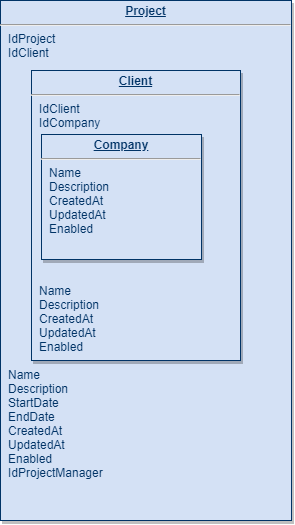 Project
IdProject
IdClient
Client
IdClient
IdCompany
Company
Name
Description
CreatedAt
UpdatedAt
Enabled
Name
Description
CreatedAt
UpdatedAt
Enabled
Name
Description
StartDate
EndDate
CreatedAt
UpdatedAt
Enabled
IdProjectManager